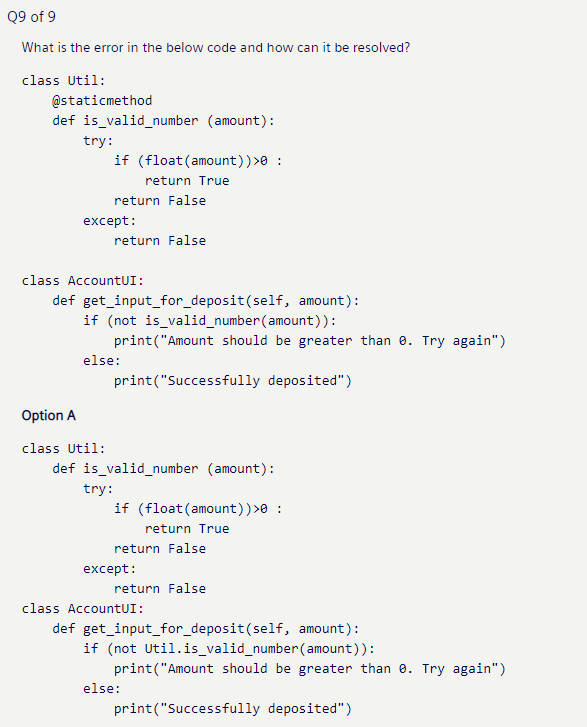 Q9 of 9
What is the error in the below code and how can it be resolved?
class Util:
    @staticmethod
    def is_valid_number (amount):
        try:
            if (float(amount))>0 :
                return True
            return False
        except:
            return False
class AccountUI:
    def get_input_for_deposit(self, amount):
        if (not is_valid_number(amount)):
            print("Amount should be greater than 0. Try again")
        else:
            print("Successfully deposited")
Option A
class Util:
    def is_valid_number (amount):
        try:
            if (float(amount))>0 :
                return True
            return False
        except:
            return False
class AccountUI:
    def get_input_for_deposit(self, amount):
        if (not Util.is_valid_number(amount)):
            print("Amount should be greater than 0. Try again")
        else:
            print("Successfully deposited")